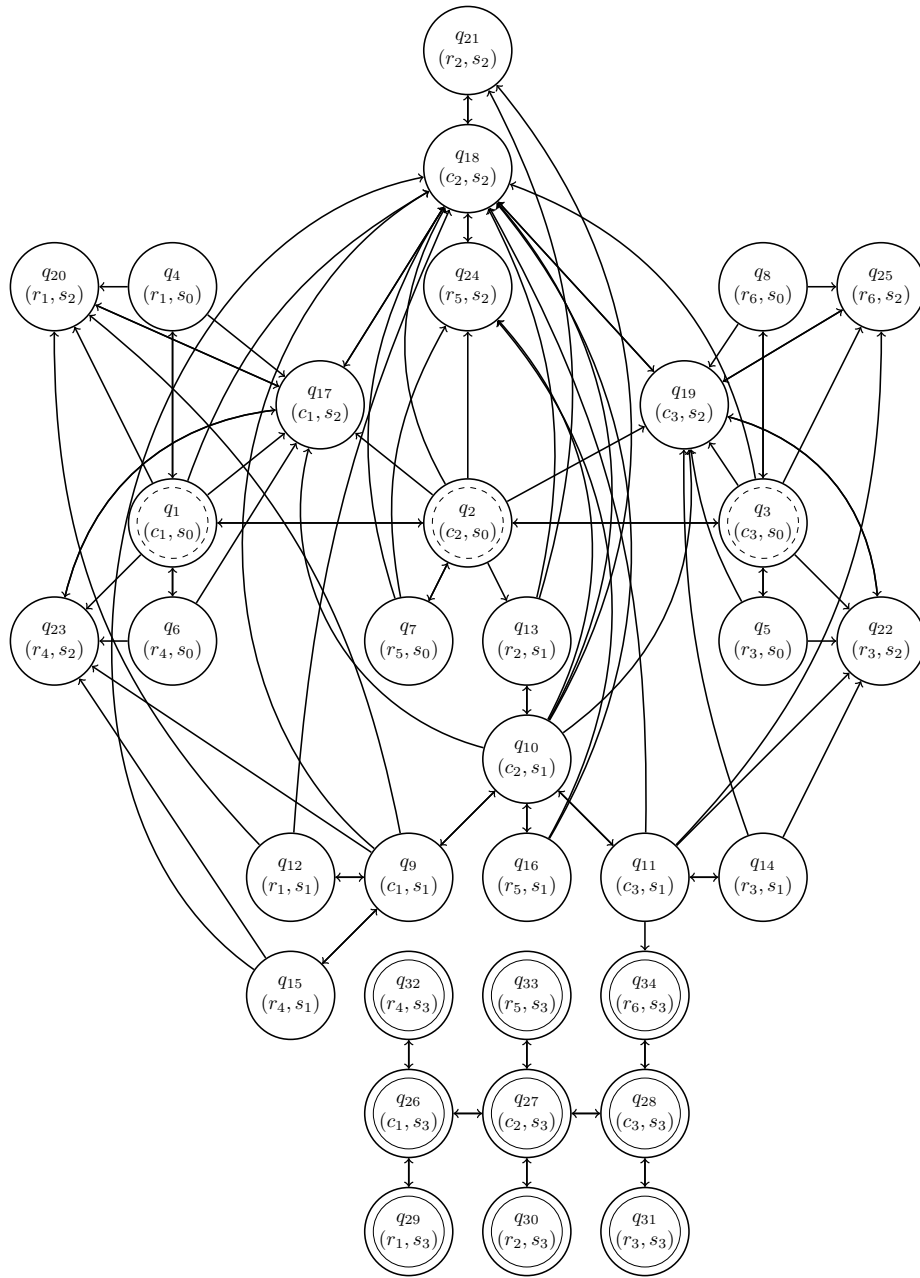 q21
(r2, s2)
q18
(c2, s2)
q20
(r1, s2)
q4
(r1, s0)
q24
(r5, s2)
q8
(r6, s0)
q25
(r6, s2)
q17
(c1, s2)
q19
(c3, s2)
q1
(c1, s0)
q2
(c2, s0)
q3
(c3, s0)
q23
(r4, s2)
q6
(r4, s0)
q7
(r5, s0)
q13
(r2, s1)
q5
(r3, s0)
q22
(r3, s2)
q10
(c2, s1)
q12
(r1, s1)
q9
(c1, s1)
q16
(r5, s1)
q11
(c3, s1)
q14
(r3, s1)
q15
(r4, s1)
q32
(r4, s3)
q33
(r5, s3)
q34
(r6, s3)
q26
(c1, s3)
q27
(c2, s3)
q28
(c3, s3)
q29
(r1, s3)
q30
(r2, s3)
q31
(r3, s3)